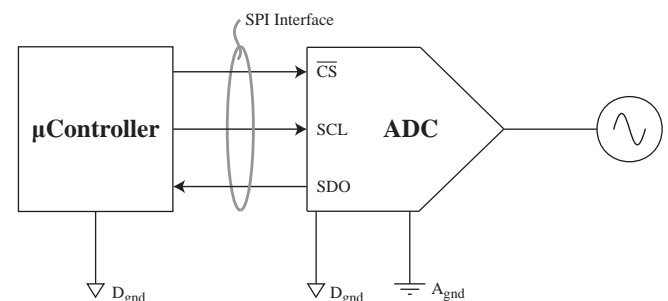 SPI Interface
CS
μController
SCL
ADC
SDO
Dgnd
Dgnd
Agnd